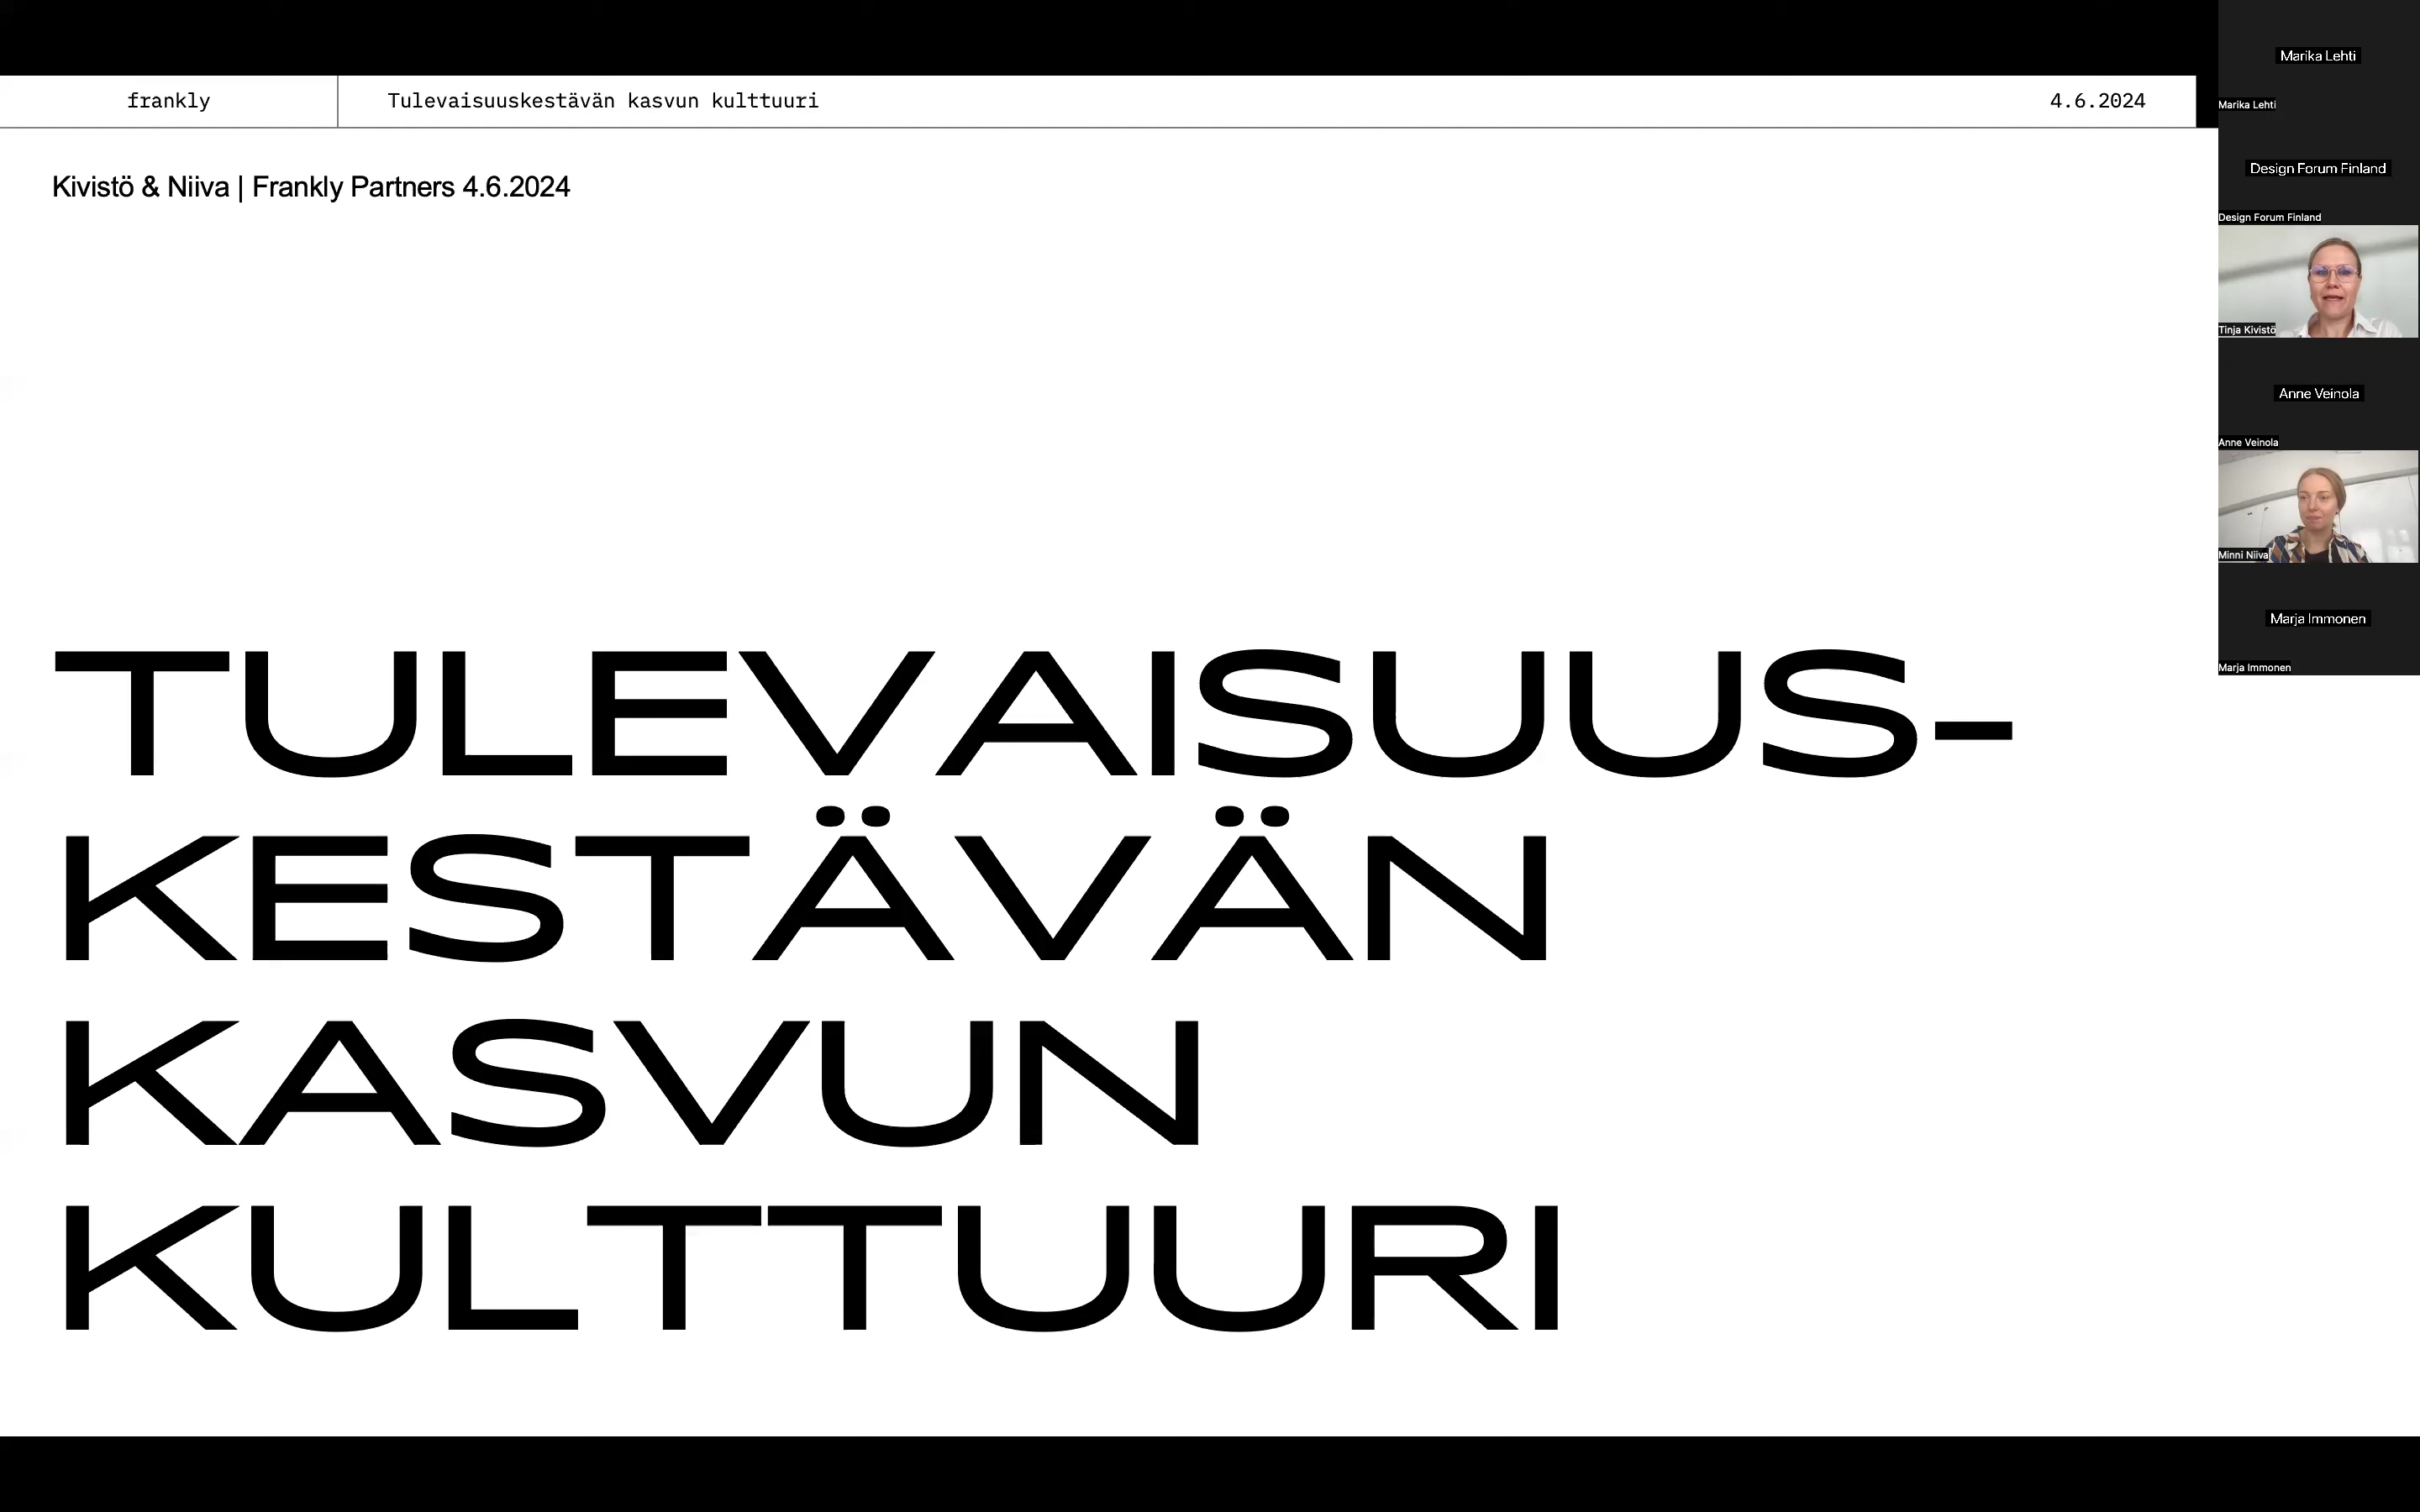 frankly
Tulevaisuuskestävän kasvun kulttuuri
4.6.2024
Kivistö & Niiva | Frankly Partners 4.6.2024
TULEVAISUUS-
KESTÄVÄN
KASVUN
KULTTUURI
Marika Lehti
Marika Lehti
Design Forum Finland
Design Forum Finland
Tinja Kivistö
Anne Veinola
Anne Veinola
Minni Niiva
Marja Immonen
Marja Immonen